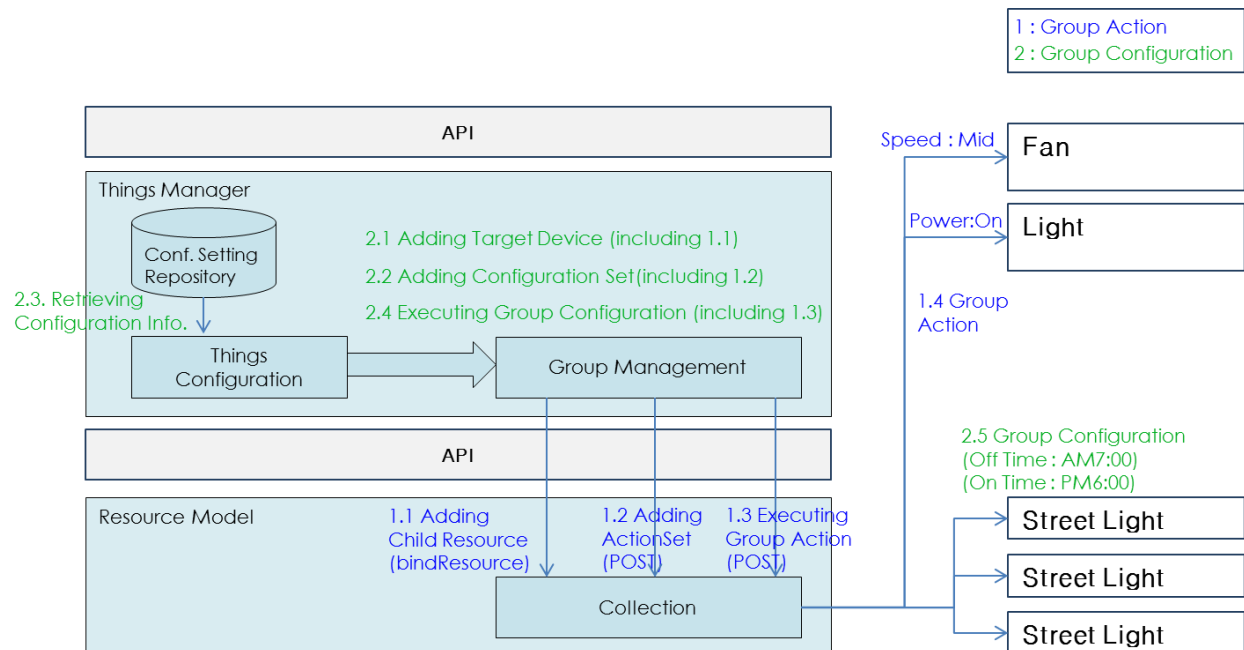 1 : Group Action
2 : Group Configuration
API
Speed : Mid
Fan
Things Manager
Conf. Setting
Repository
2.1 Adding Target Device (including 1.1)
2.2 Adding Configuration Set(including 1.2)
2.4 Executing Group Configuration (including 1.3)
Power:On
Light
2.3. Retrieving
Configuration Info.
1.4 Group
Action
Things
Configuration
Group Management
API
2.5 Group Configuration
(Off Time : AM7:00)
(On Time : PM6:00)
Resource Model
1.1 Adding
Child Resource
(bindResource)
1.2 Adding
ActionSet
(POST)
1.3 Executing
Group Action
(POST)
Street Light
Street Light
Collection
Street Light